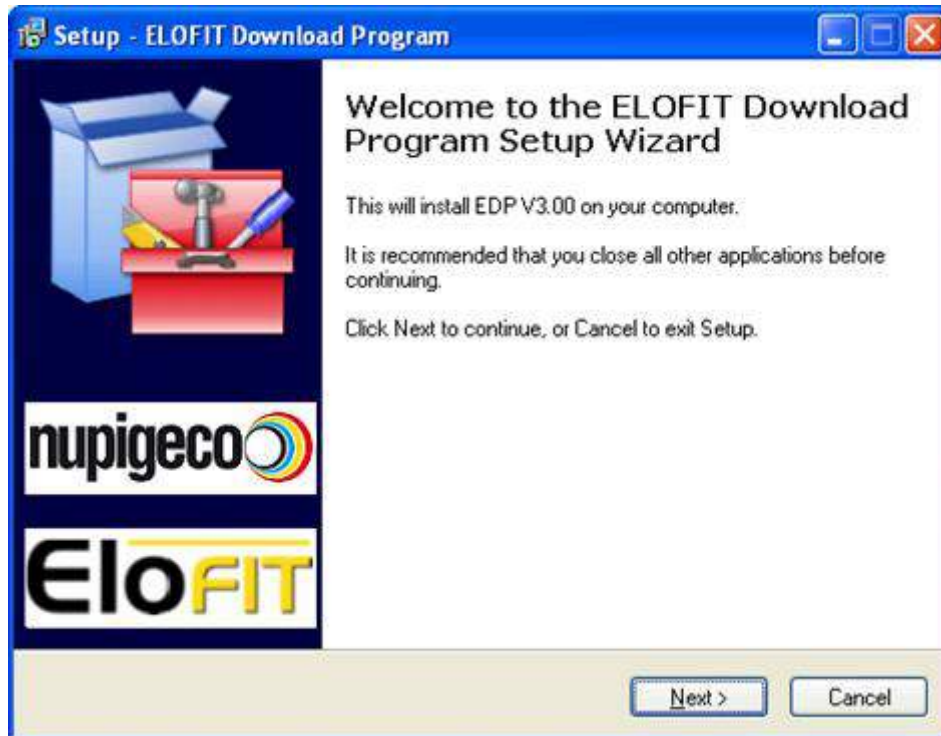 Setup - ELOFIT Download Program
Welcome to the ELOFIT Download
Program Setup Wizard
This will install EDP V3.00 on your computer.
It is recommended that you close all other applications before
continuing.
Click Next to continue, or Cancel to exit Setup.
nupigeco
EloFIT
Next >
Cancel